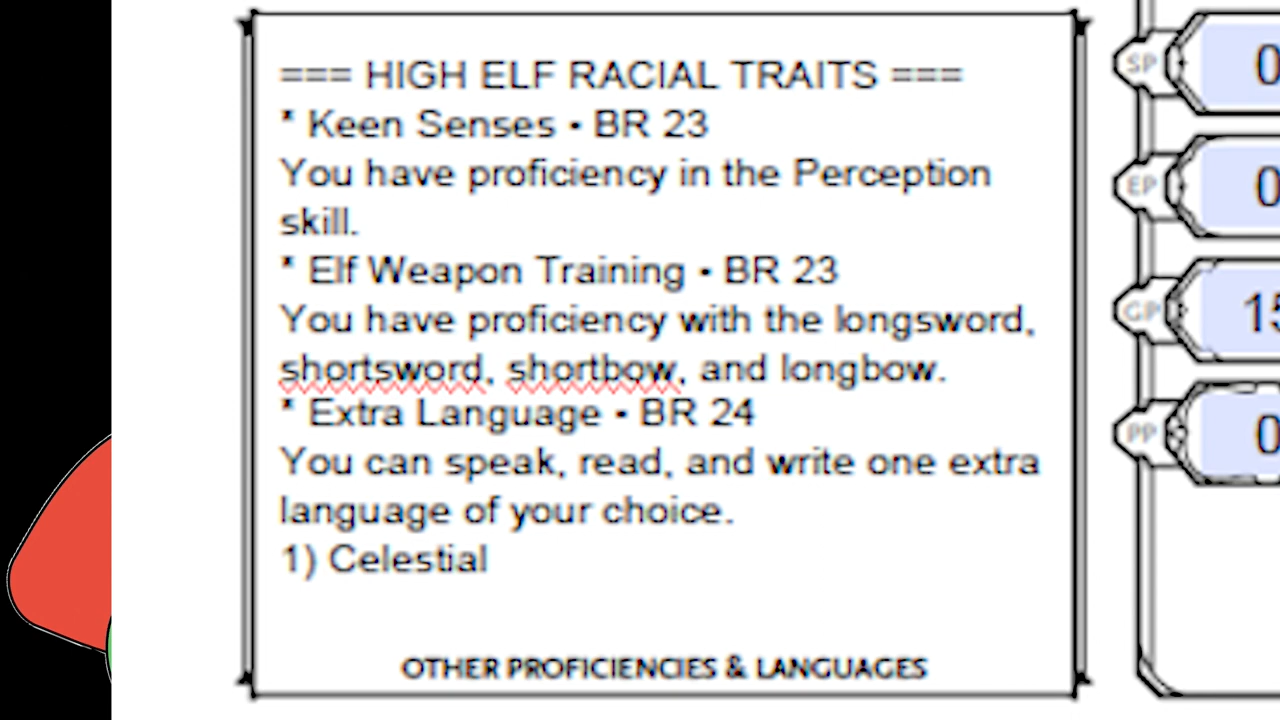 === HIGH ELF RACIAL TRAITS ===
* Keen Senses • BR 23
You have proficiency in the Perception
skill.
* Elf Weapon Training • BR 23
You have proficiency with the longsword,
shortsword, shortbow, and longbow.
* Extra Language • BR 24
You can speak, read, and write one extra
language of your choice.
1) Celestial
OTHER PROFICIENCIES & LANGUAGES
SP 0
EP 0
GP 15
PP 0